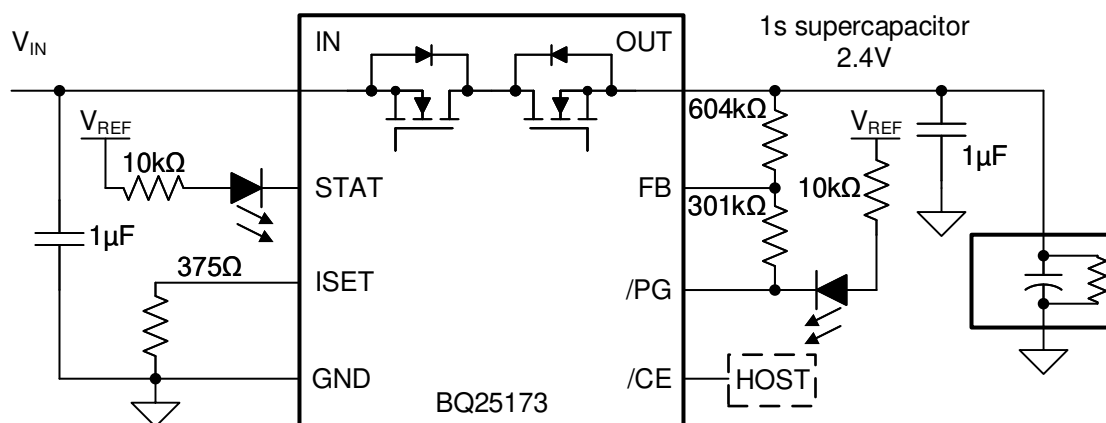 V_IN
IN
OUT
1s supercapacitor
2.4V
V_REF
10kΩ
STAT
1µF
375Ω
ISET
GND
BQ25173
604kΩ
FB
301kΩ
/PG
/CE
HOST
V_REF
10kΩ
1µF